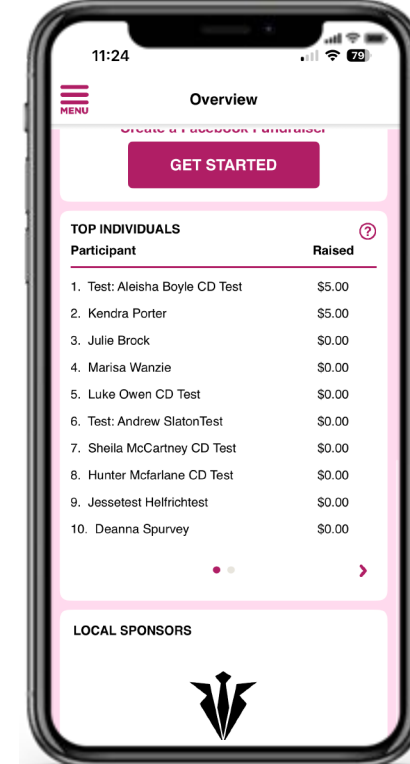 11:24
79
MENU
Overview
Create a Facebook Fundraiser
GET STARTED
TOP INDIVIDUALS
?
Participant Raised
1. Test: Aleisha Boyle CD Test $5.00
2. Kendra Porter $5.00
3. Julie Brock $0.00
4. Marisa Wanzie $0.00
5. Luke Owen CD Test $0.00
6. Test: Andrew SlatonTest $0.00
7. Sheila McCartney CD Test $0.00
8. Hunter Mcfarlane CD Test $0.00
9. Jessetest Helfrichtest $0.00
10. Deanna Spurvey $0.00
LOCAL SPONSORS